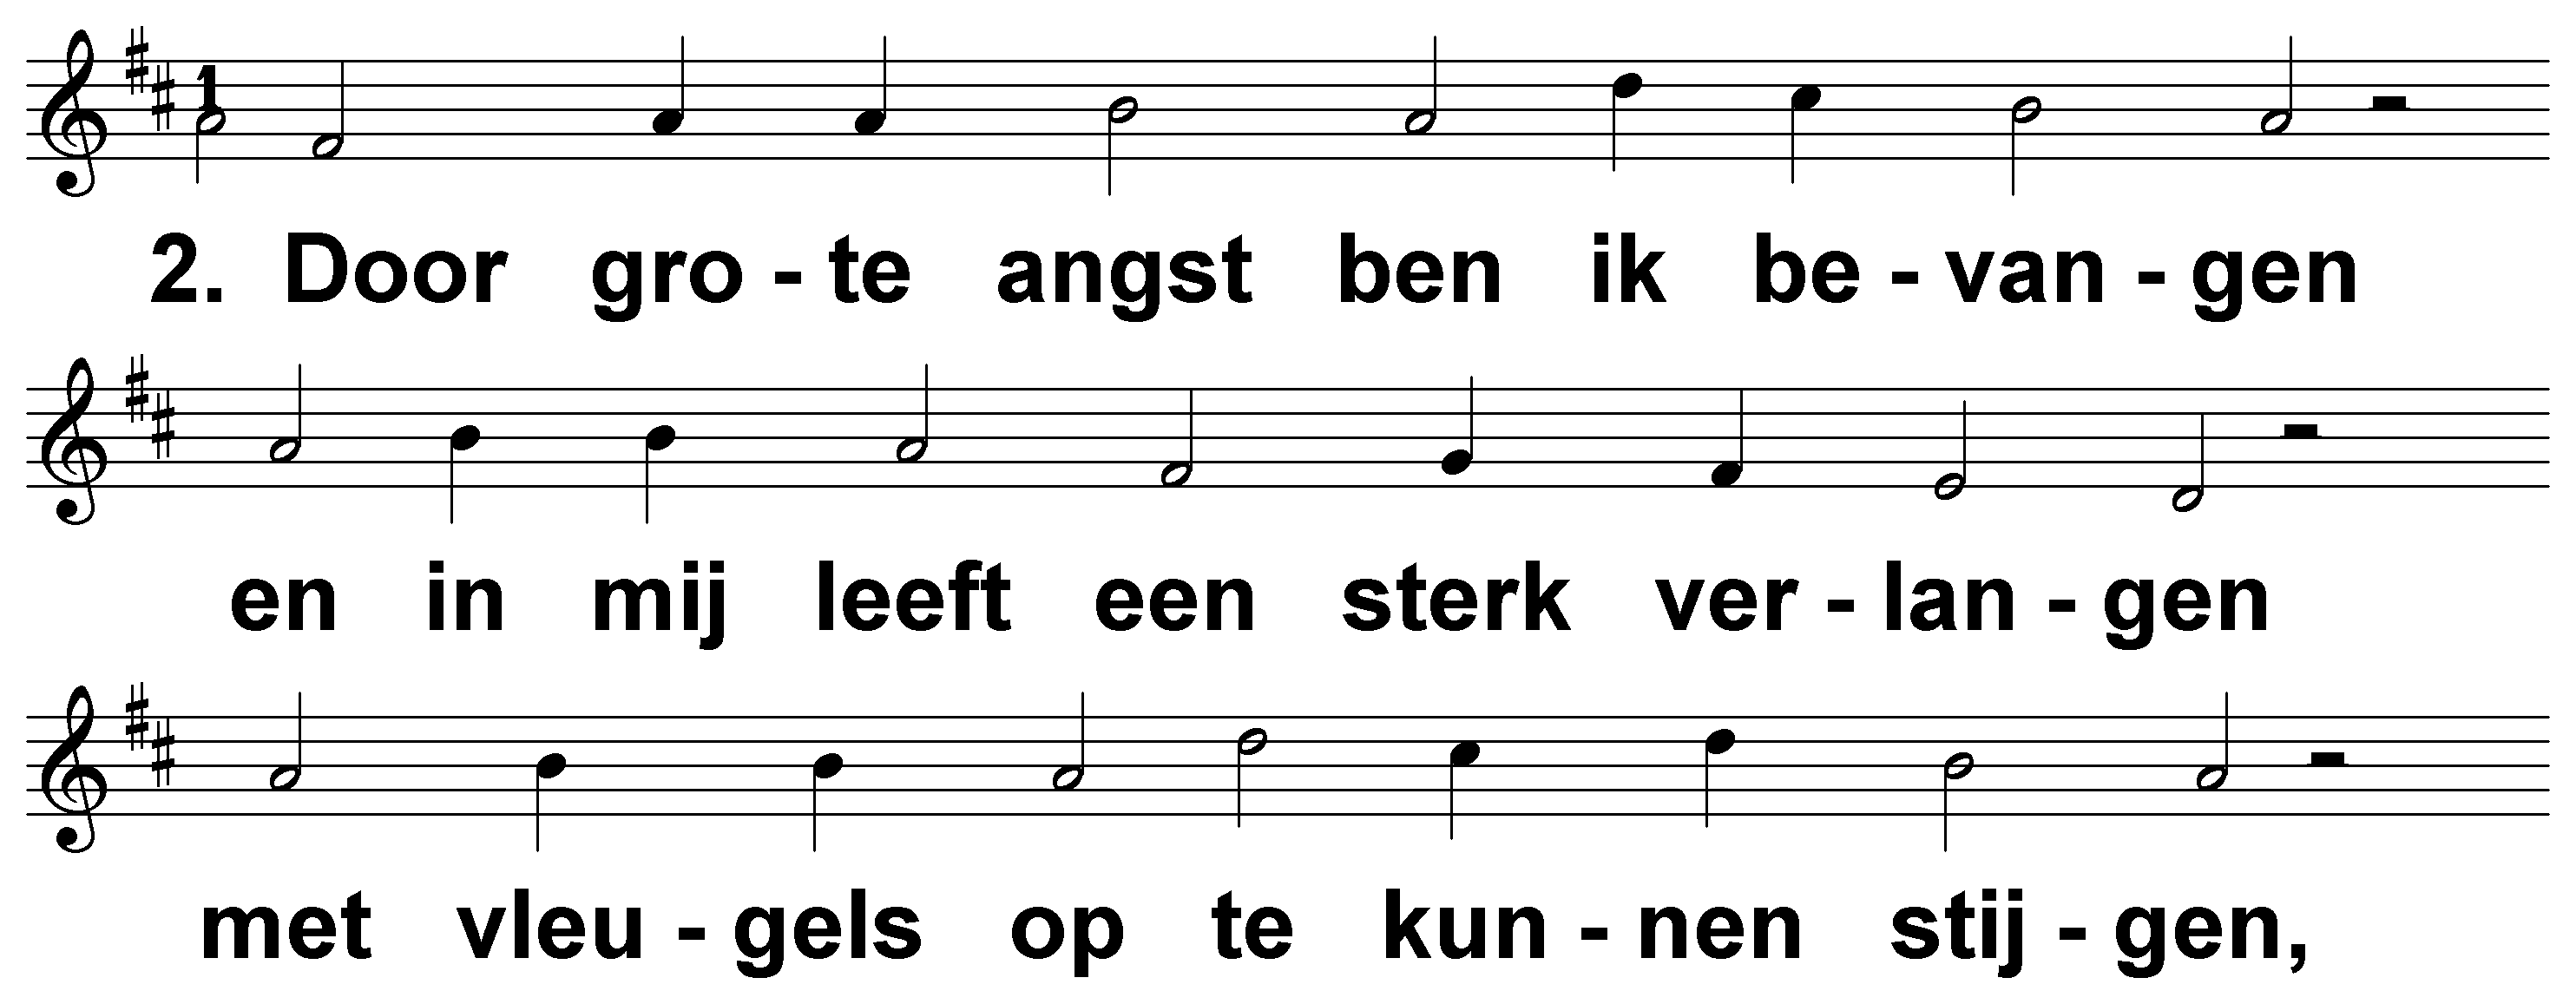 1
2. Door gro - te angst ben ik be - van - gen
en in mij leeft een sterk ver - lan - gen
met vleu - gels op te kun - nen stij - gen,